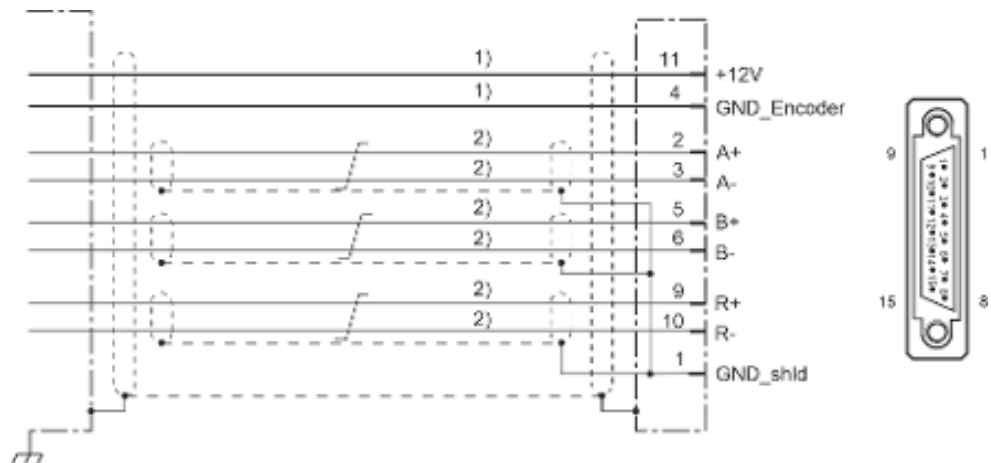 1) 11 +12V
1) 4 GND_Encoder
2) 2 A+
2) 3 A-
2) 5 B+
2) 6 B-
2) 9 R+
2) 10 R-
1 GND_shld
9 1
15 8